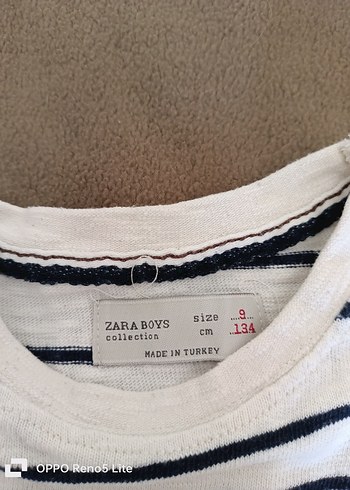 ZARA BOYS size ...9...
collection cm ...134
MADE IN TURKEY
OPPO Reno5 Lite